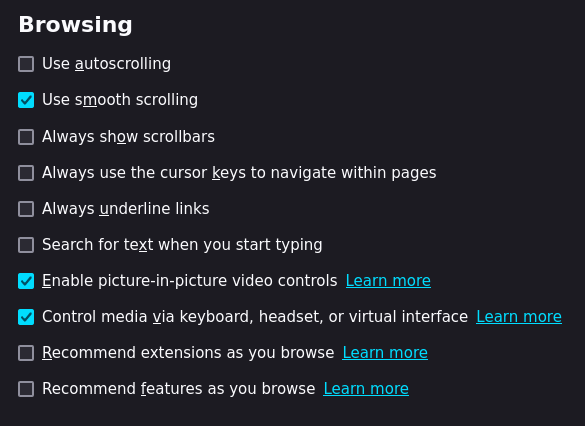 Browsing
Use autoscrolling
Use smooth scrolling
Always show scrollbars
Always use the cursor keys to navigate within pages
Always underline links
Search for text when you start typing
Enable picture-in-picture video controls Learn more
Control media via keyboard, headset, or virtual interface Learn more
Recommend extensions as you browse Learn more
Recommend features as you browse Learn more